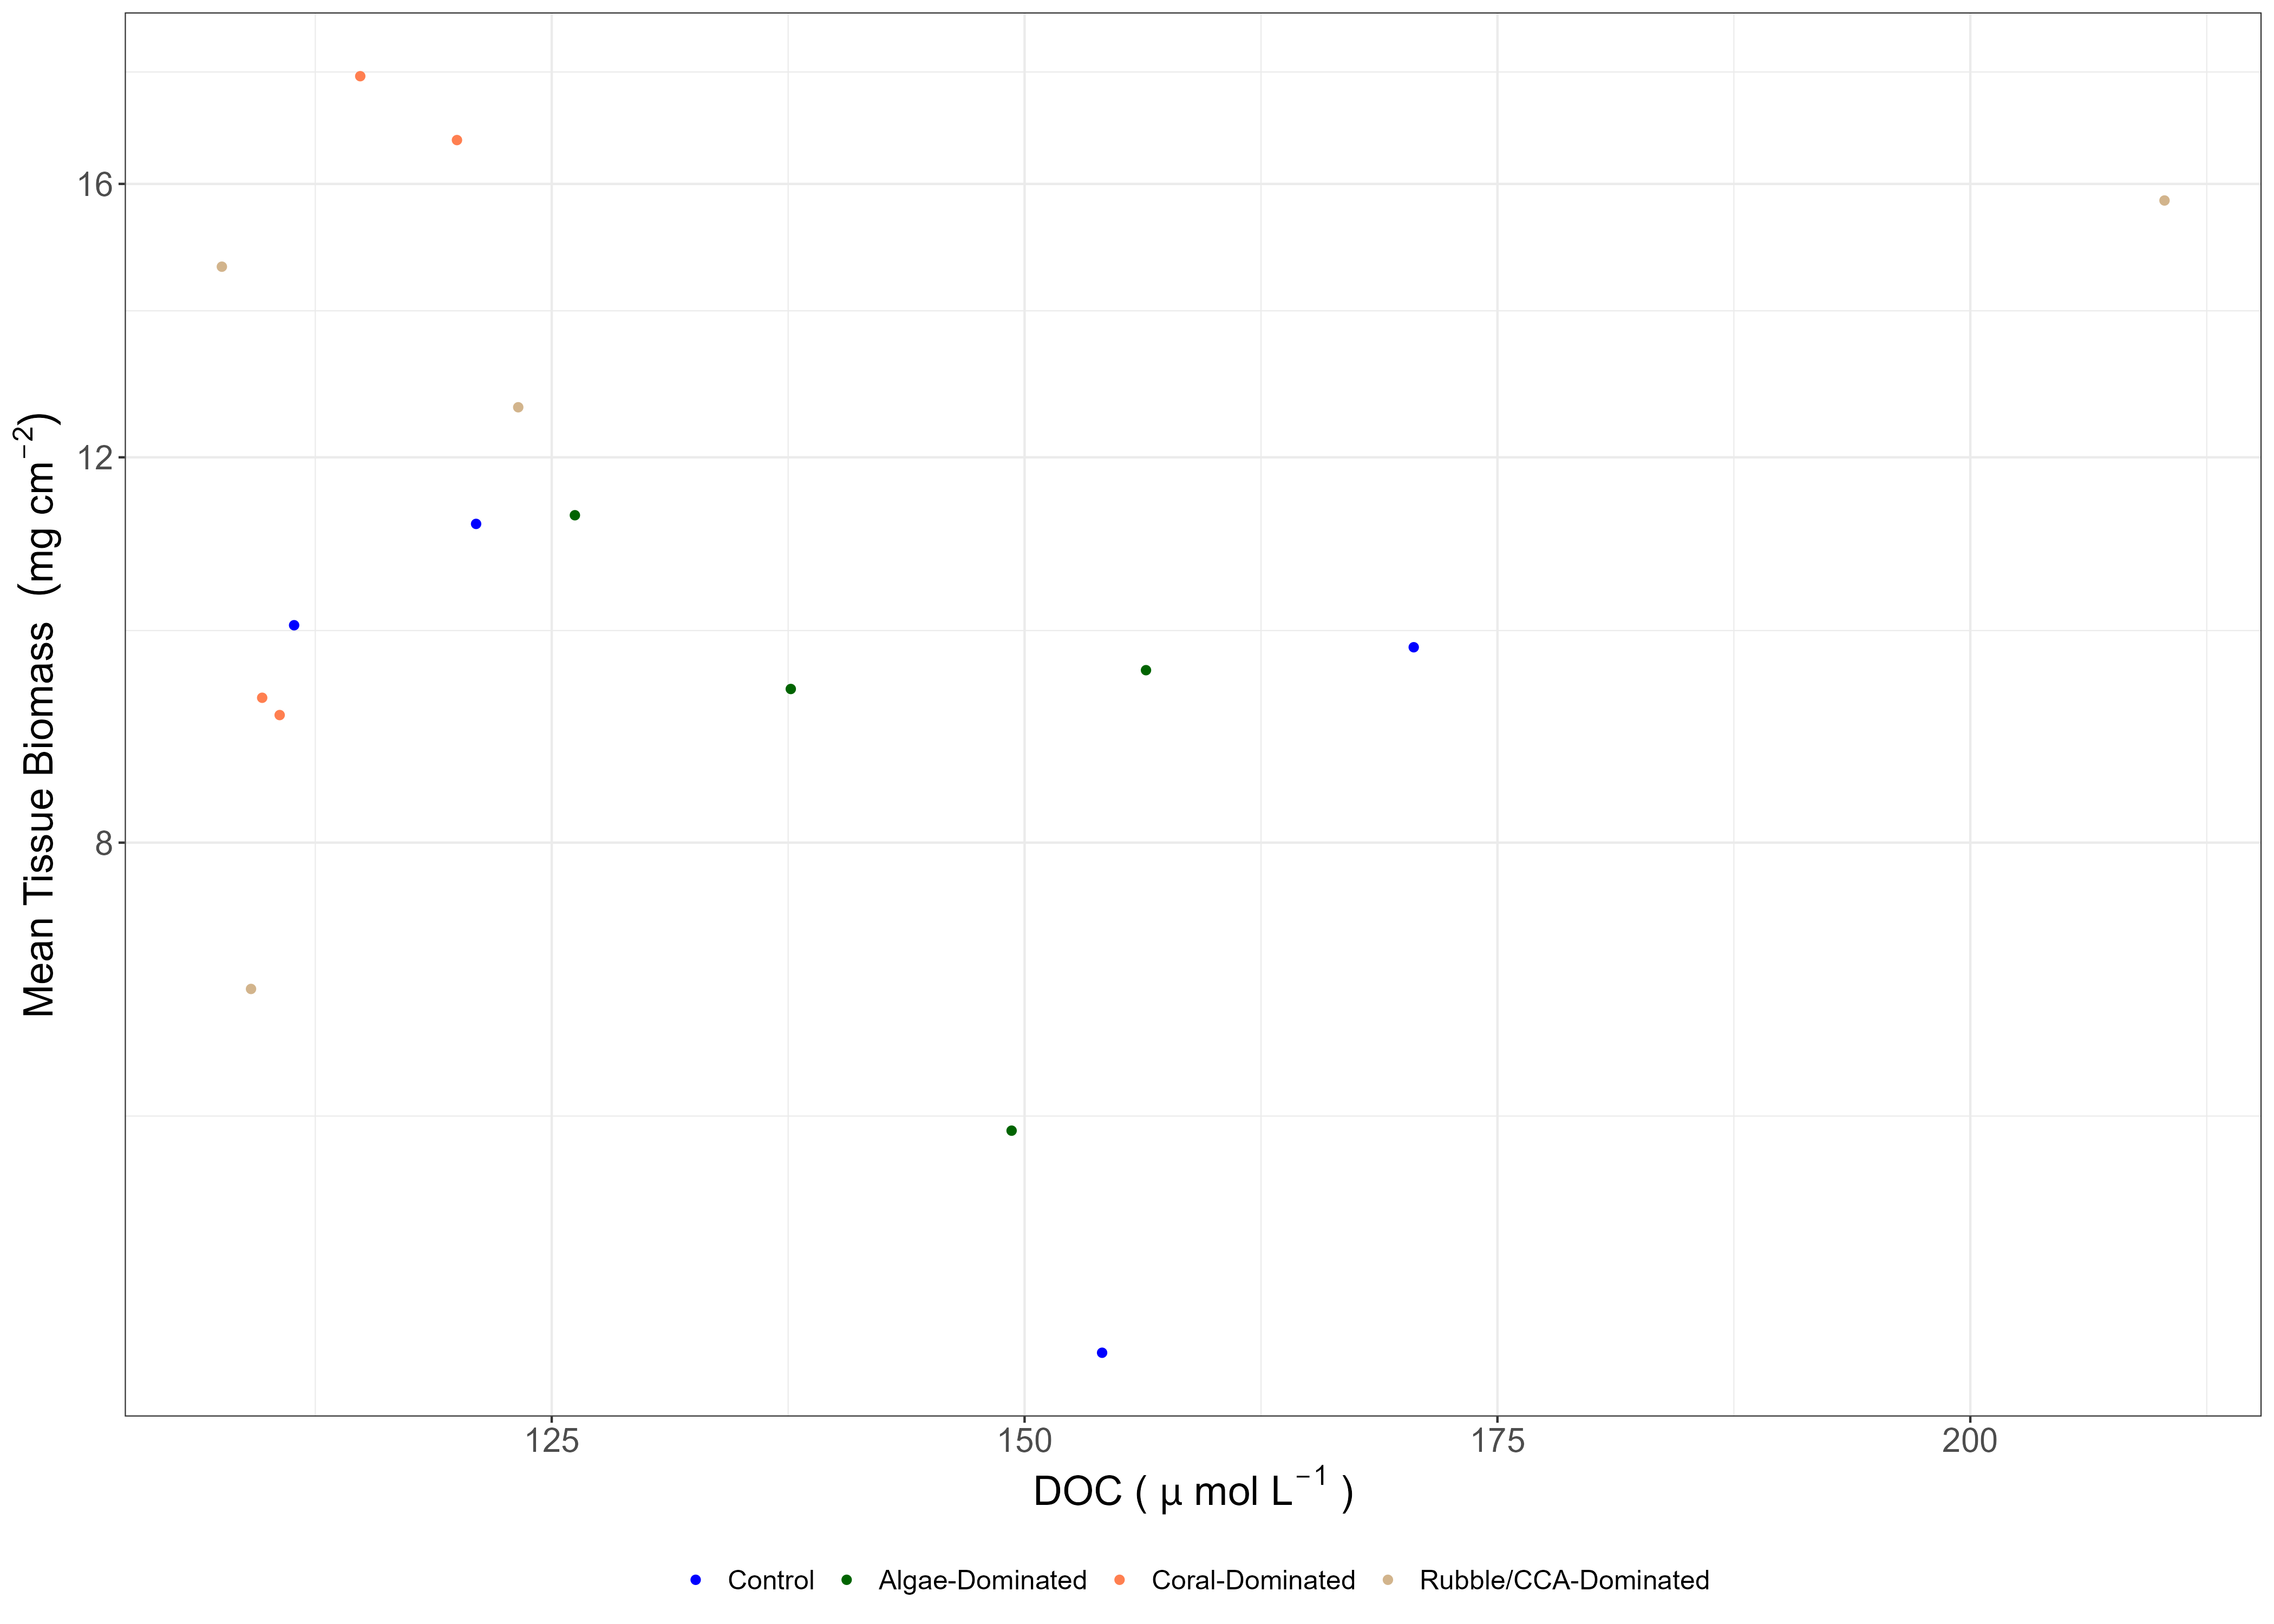 Mean Tissue Biomass (mg cm⁻²)
16
12
8
125 150 175 200
DOC ( µ mol L⁻¹ )
Control Algae-Dominated Coral-Dominated Rubble/CCA-Dominated